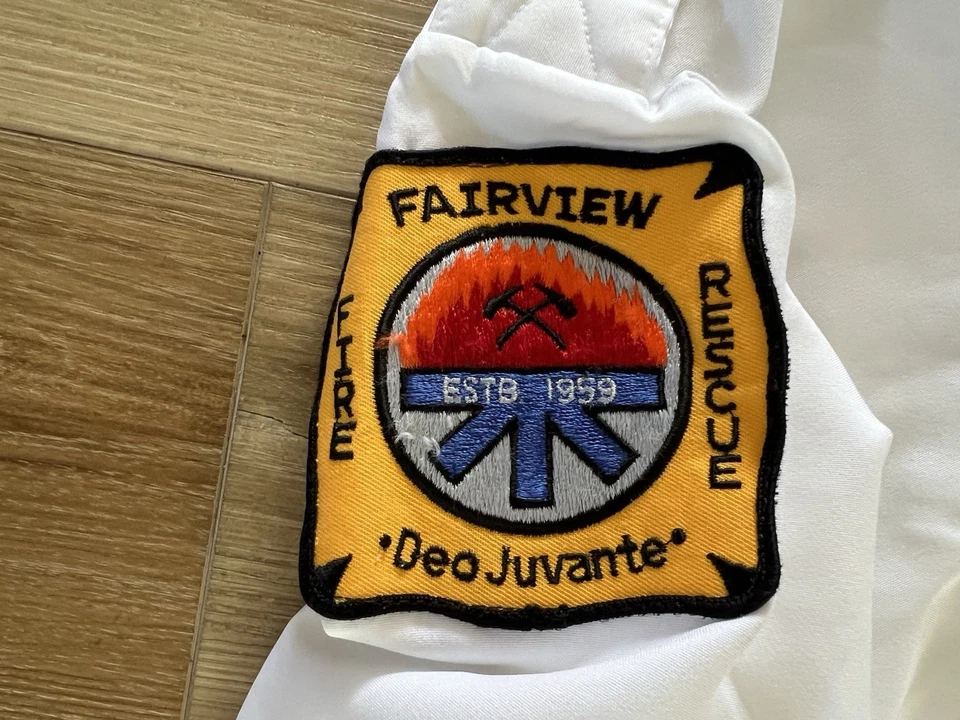 FAIRVIEW
FIRE
RESCUE
ESTB. 1959
•Deo Juvante•